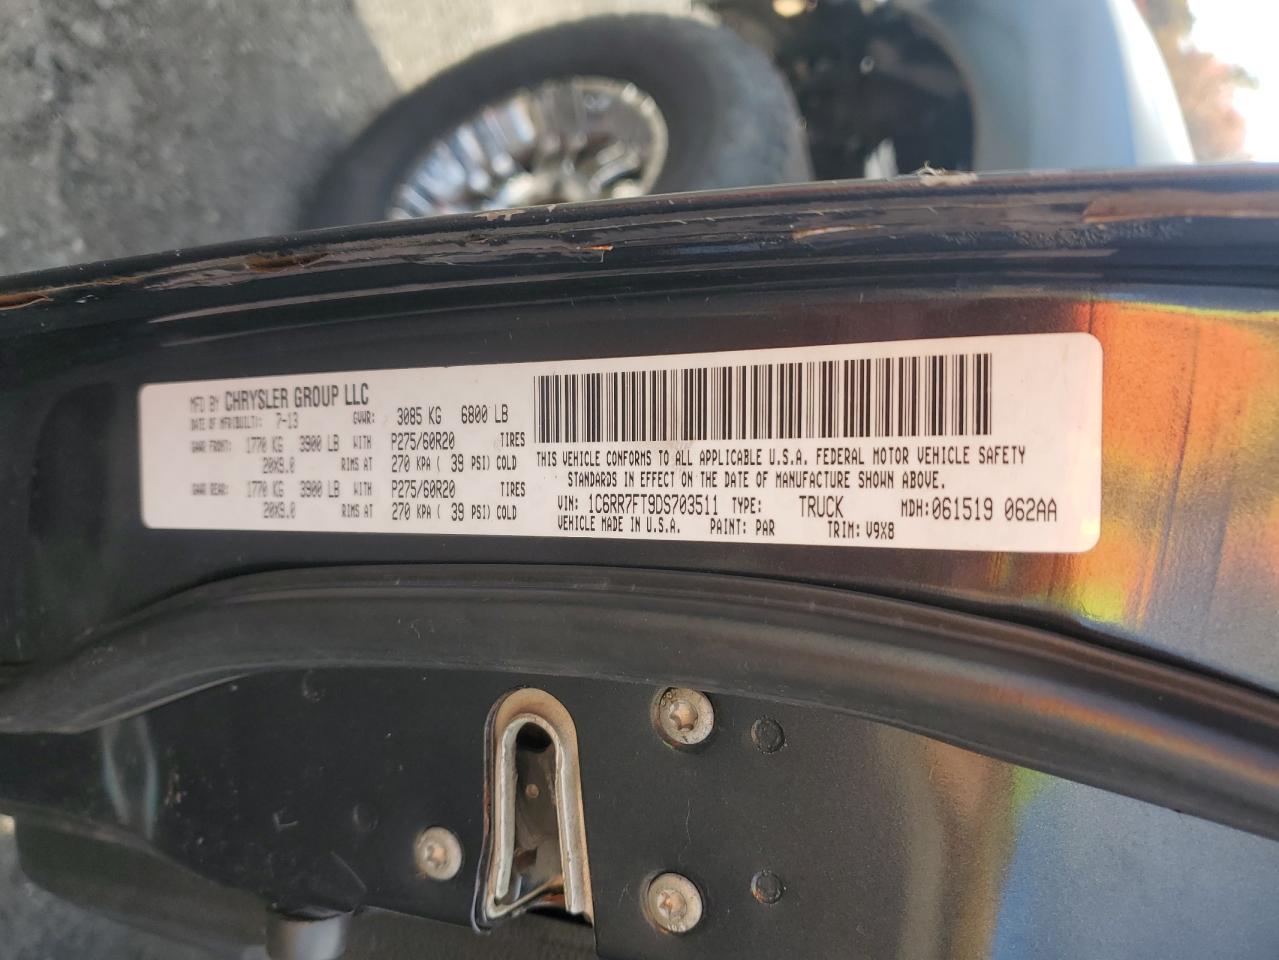 MFD BY CHRYSLER GROUP LLC
DATE OF MFR(BUILT): 7-13 GVWR: 3085 KG 6800 LB
GAWR FRONT: 1770 KG 3900 LB WITH P275/60R20 TIRES
20X9.0 RIMS AT 270 KPA ( 39 PSI) COLD
GAWR REAR: 1770 KG 3900 LB WITH P275/60R20 TIRES
20X9.0 RIMS AT 270 KPA ( 39 PSI) COLD
THIS VEHICLE CONFORMS TO ALL APPLICABLE U.S.A. FEDERAL MOTOR VEHICLE SAFETY
STANDARDS IN EFFECT ON THE DATE OF MANUFACTURE SHOWN ABOVE.
VIN: 1C6RR7FT9DS703511 TYPE: TRUCK MDH: 061519 062AA
VEHICLE MADE IN U.S.A. PAINT: PAR TRIM: V9X8